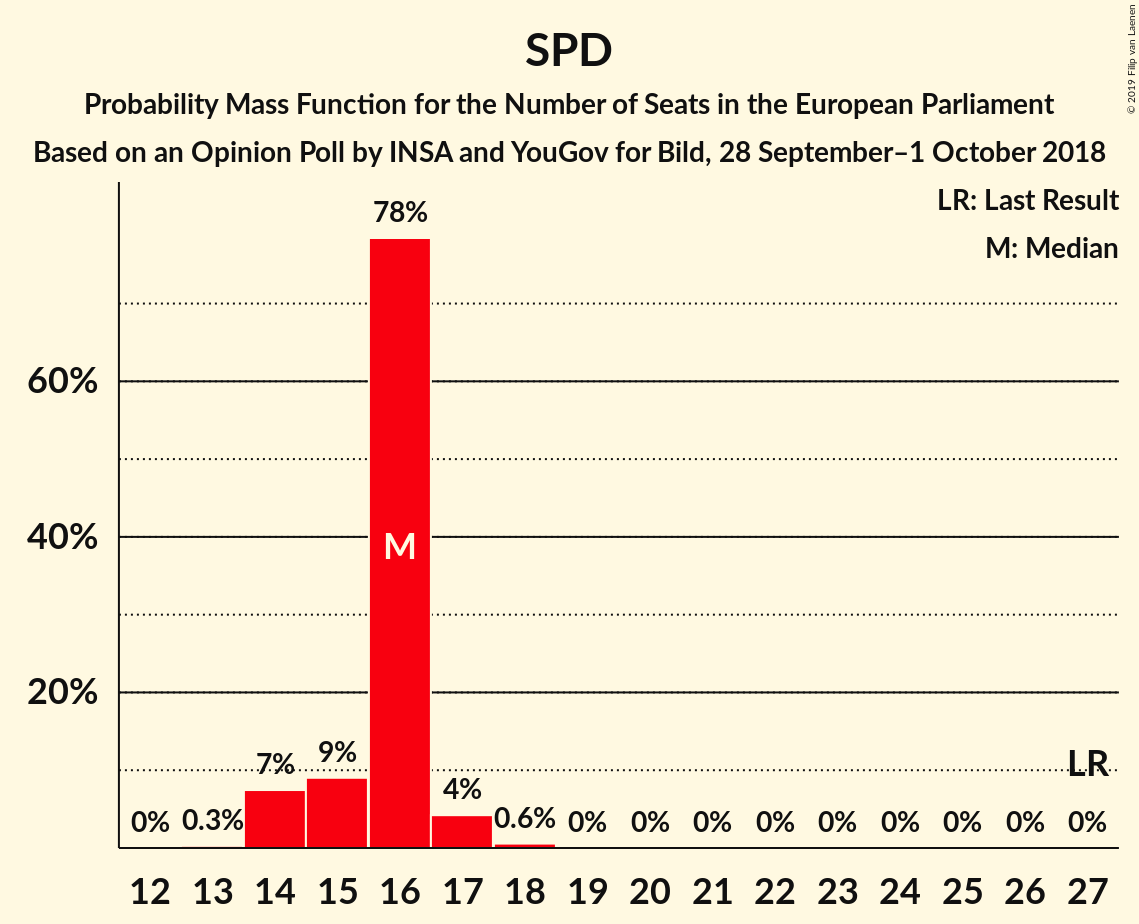 SPD
Probability Mass Function for the Number of Seats in the European Parliament
Based on an Opinion Poll by INSA and YouGov for Bild, 28 September–1 October 2018
© 2019 Filip van Laenen
LR: Last Result
M: Median
78%
60%
40%
M
20%
9%
7%
LR
4%
0% 0.3% 0.6% 0% 0% 0% 0% 0% 0% 0% 0% 0%
12 13 14 15 16 17 18 19 20 21 22 23 24 25 26 27